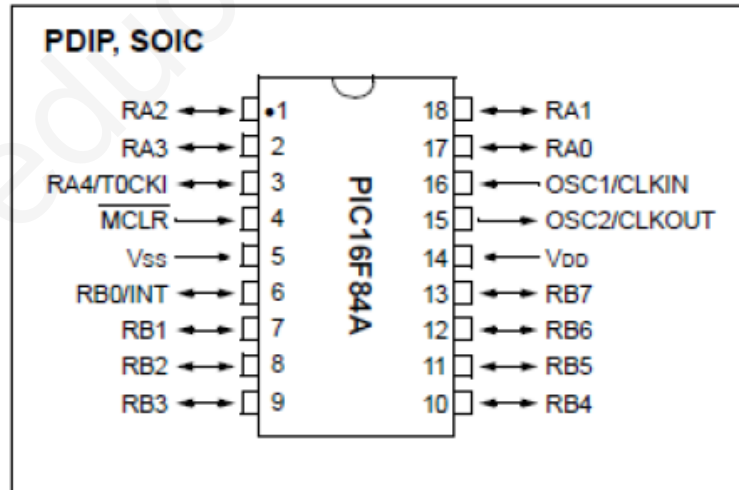 PDIP, SOIC
RA2 •1 18 RA1
RA3 2 17 RA0
RA4/T0CKI 3 16 OSC1/CLKIN
MCLR 4 15 OSC2/CLKOUT
Vss 5 14 VDD
RB0/INT 6 13 RB7
RB1 7 12 RB6
RB2 8 11 RB5
RB3 9 10 RB4
PIC16F84A